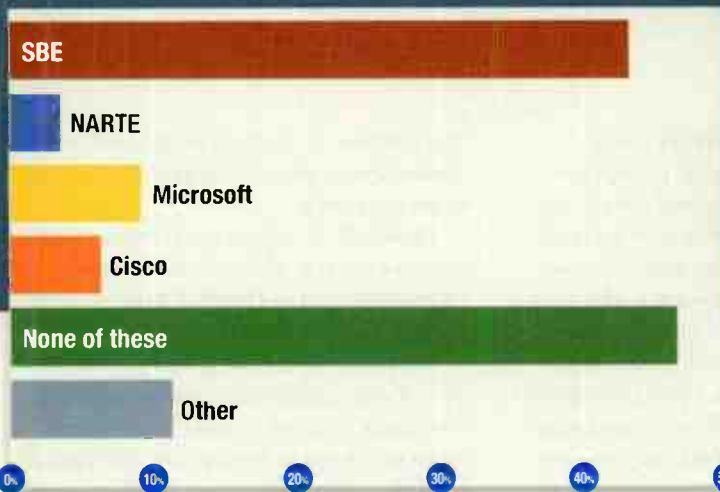 SBE
NARTE
Microsoft
Cisco
None of these
Other
0% 10% 20% 30% 40%